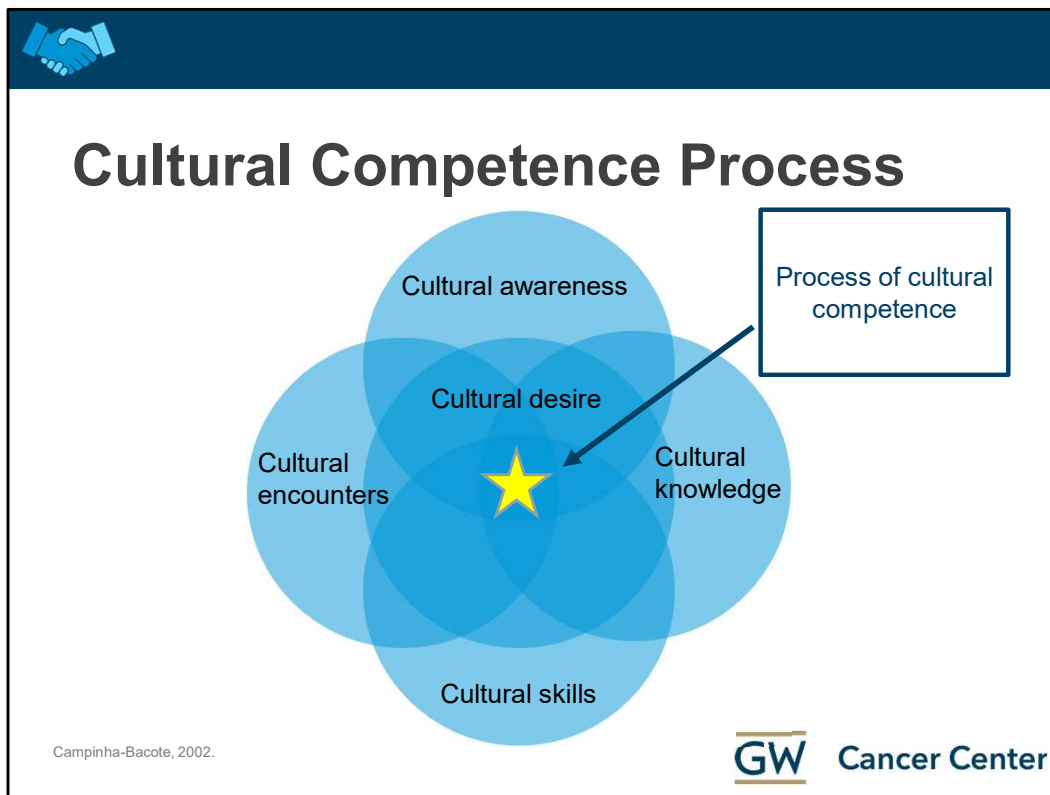 Cultural Competence Process
Cultural awareness
Process of cultural
competence
Cultural desire
Cultural
encounters
Cultural
knowledge
Cultural skills
Campinha-Bacote, 2002.
GW Cancer Center